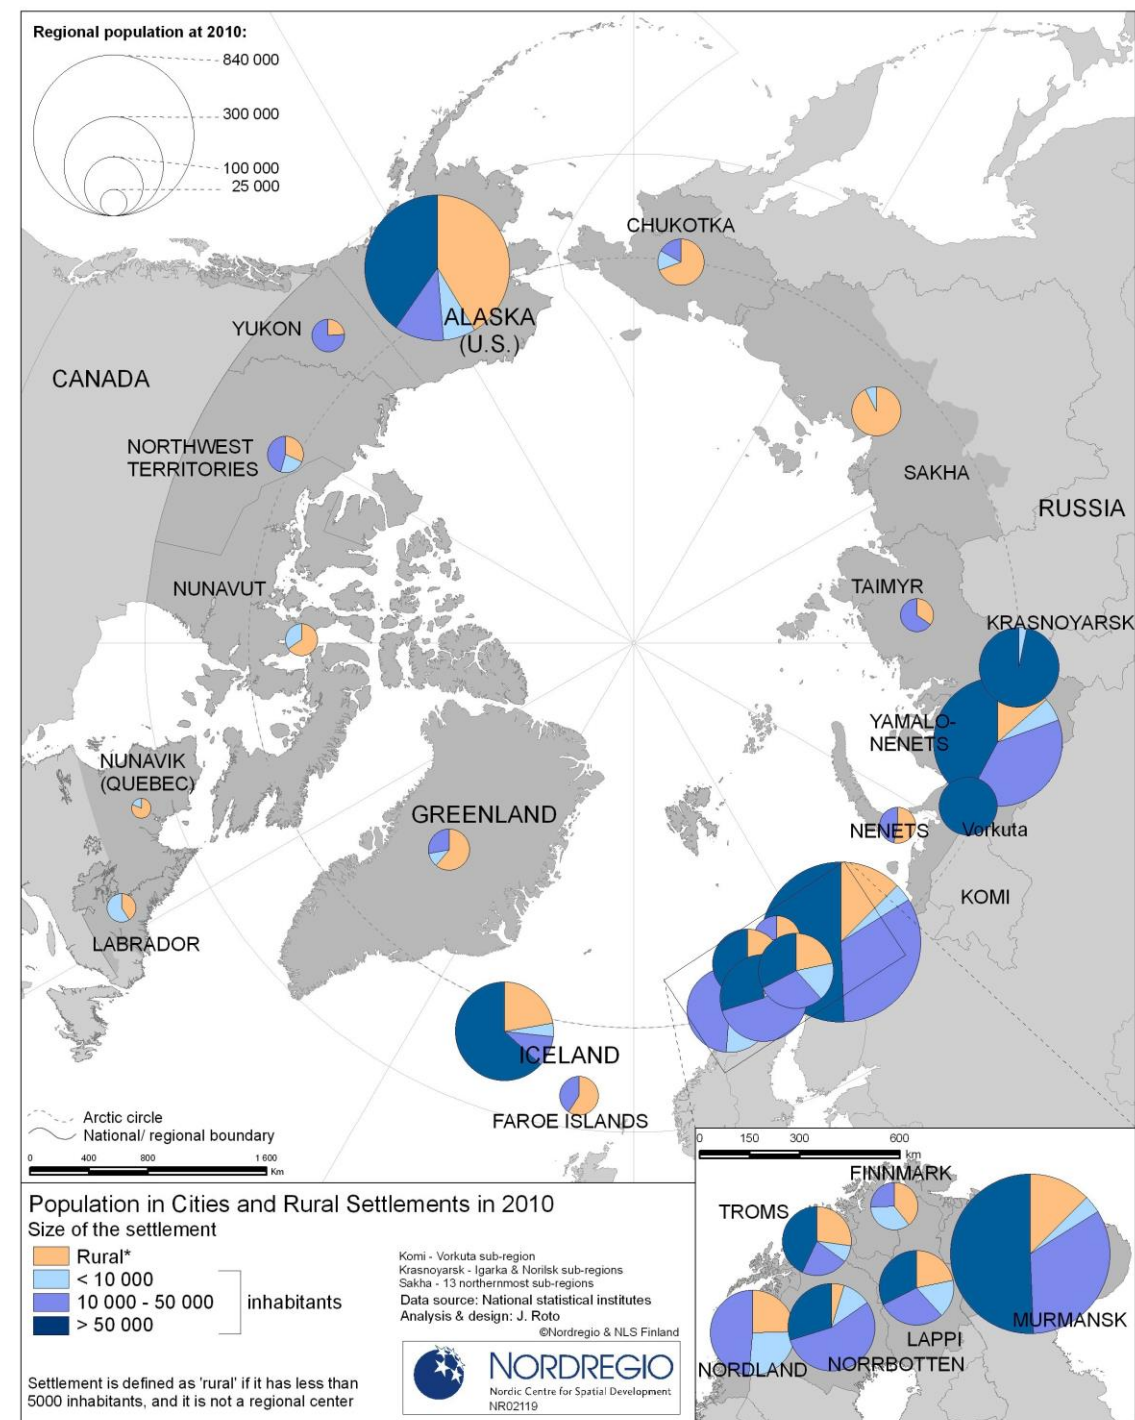 Regional population at 2010:
840 000
300 000
100 000
25 000
CHUKOTKA
ALASKA
(U.S.)
YUKON
CANADA
NORTHWEST
TERRITORIES
SAKHA
RUSSIA
TAIMYR
NUNAVUT
KRASNOYARSK
YAMALO-
NENETS
NUNAVIK
(QUEBEC)
GREENLAND
NENETS
Vorkuta
KOMI
LABRADOR
ICELAND
FAROE ISLANDS
Arctic circle
National/ regional boundary
0 400 800 1 600
Km
0 150 300 600
km
FINNMARK
TROMS
MURMANSK
LAPPI
NORDLAND
NORRBOTTEN
Population in Cities and Rural Settlements in 2010
Size of the settlement
Rural*
< 10 000
10 000 - 50 000
> 50 000
inhabitants
Komi - Vorkuta sub-region
Krasnoyarsk - Igarka & Norilsk sub-regions
Sakha - 13 northernmost sub-regions
Data source: National statistical institutes
Analysis & design: J. Roto
©Nordregio & NLS Finland
NORDREGIO
Nordic Centre for Spatial Development
NR02119
Settlement is defined as 'rural' if it has less than
5000 inhabitants, and it is not a regional center